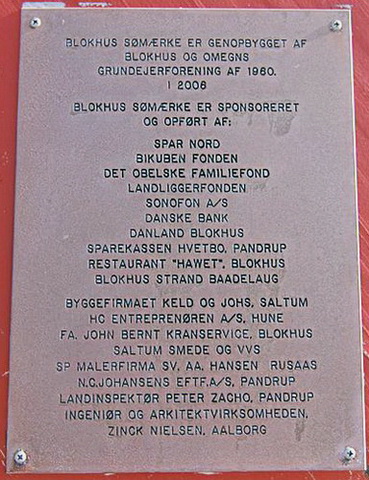 BLOKHUS SØMÆRKE ER GENOPBYGGET AF
BLOKHUS OG OMEGNS
GRUNDEJERFORENING AF 1960.
I 2006
BLOKHUS SØMÆRKE ER SPONSORERET
OG OPFØRT AF:
SPAR NORD
BIKUBEN FONDEN
DET OBELSKE FAMILIEFOND
LANDLIGGERFONDEN
SONOFON A/S
DANSKE BANK
DANLAND BLOKHUS
SPAREKASSEN HVETBO, PANDRUP
RESTAURANT "HAWET", BLOKHUS
BLOKHUS STRAND BAADELAUG
BYGGEFIRMAET KELD OG JOHS, SALTUM
HC ENTREPRENØREN A/S, HUNE
FA. JOHN BERNT KRANSERVICE, BLOKHUS
SALTUM SMEDE OG VVS
SP MALERFIRMA SV. AA. HANSEN RUSAAS
N.C.JOHANSENS EFTF.A/S, PANDRUP
LANDINSPEKTØR PETER ZACHO, PANDRUP
INGENIØR OG ARKITEKTVIRKSOMHEDEN,
ZINCK NIELSEN, AALBORG